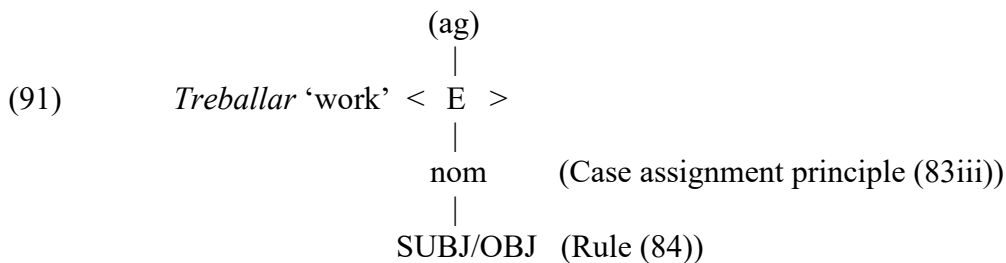 (ag)
|
(91) Treballar ‘work’ < E >
|
nom (Case assignment principle (83iii))
|
SUBJ/OBJ (Rule (84))